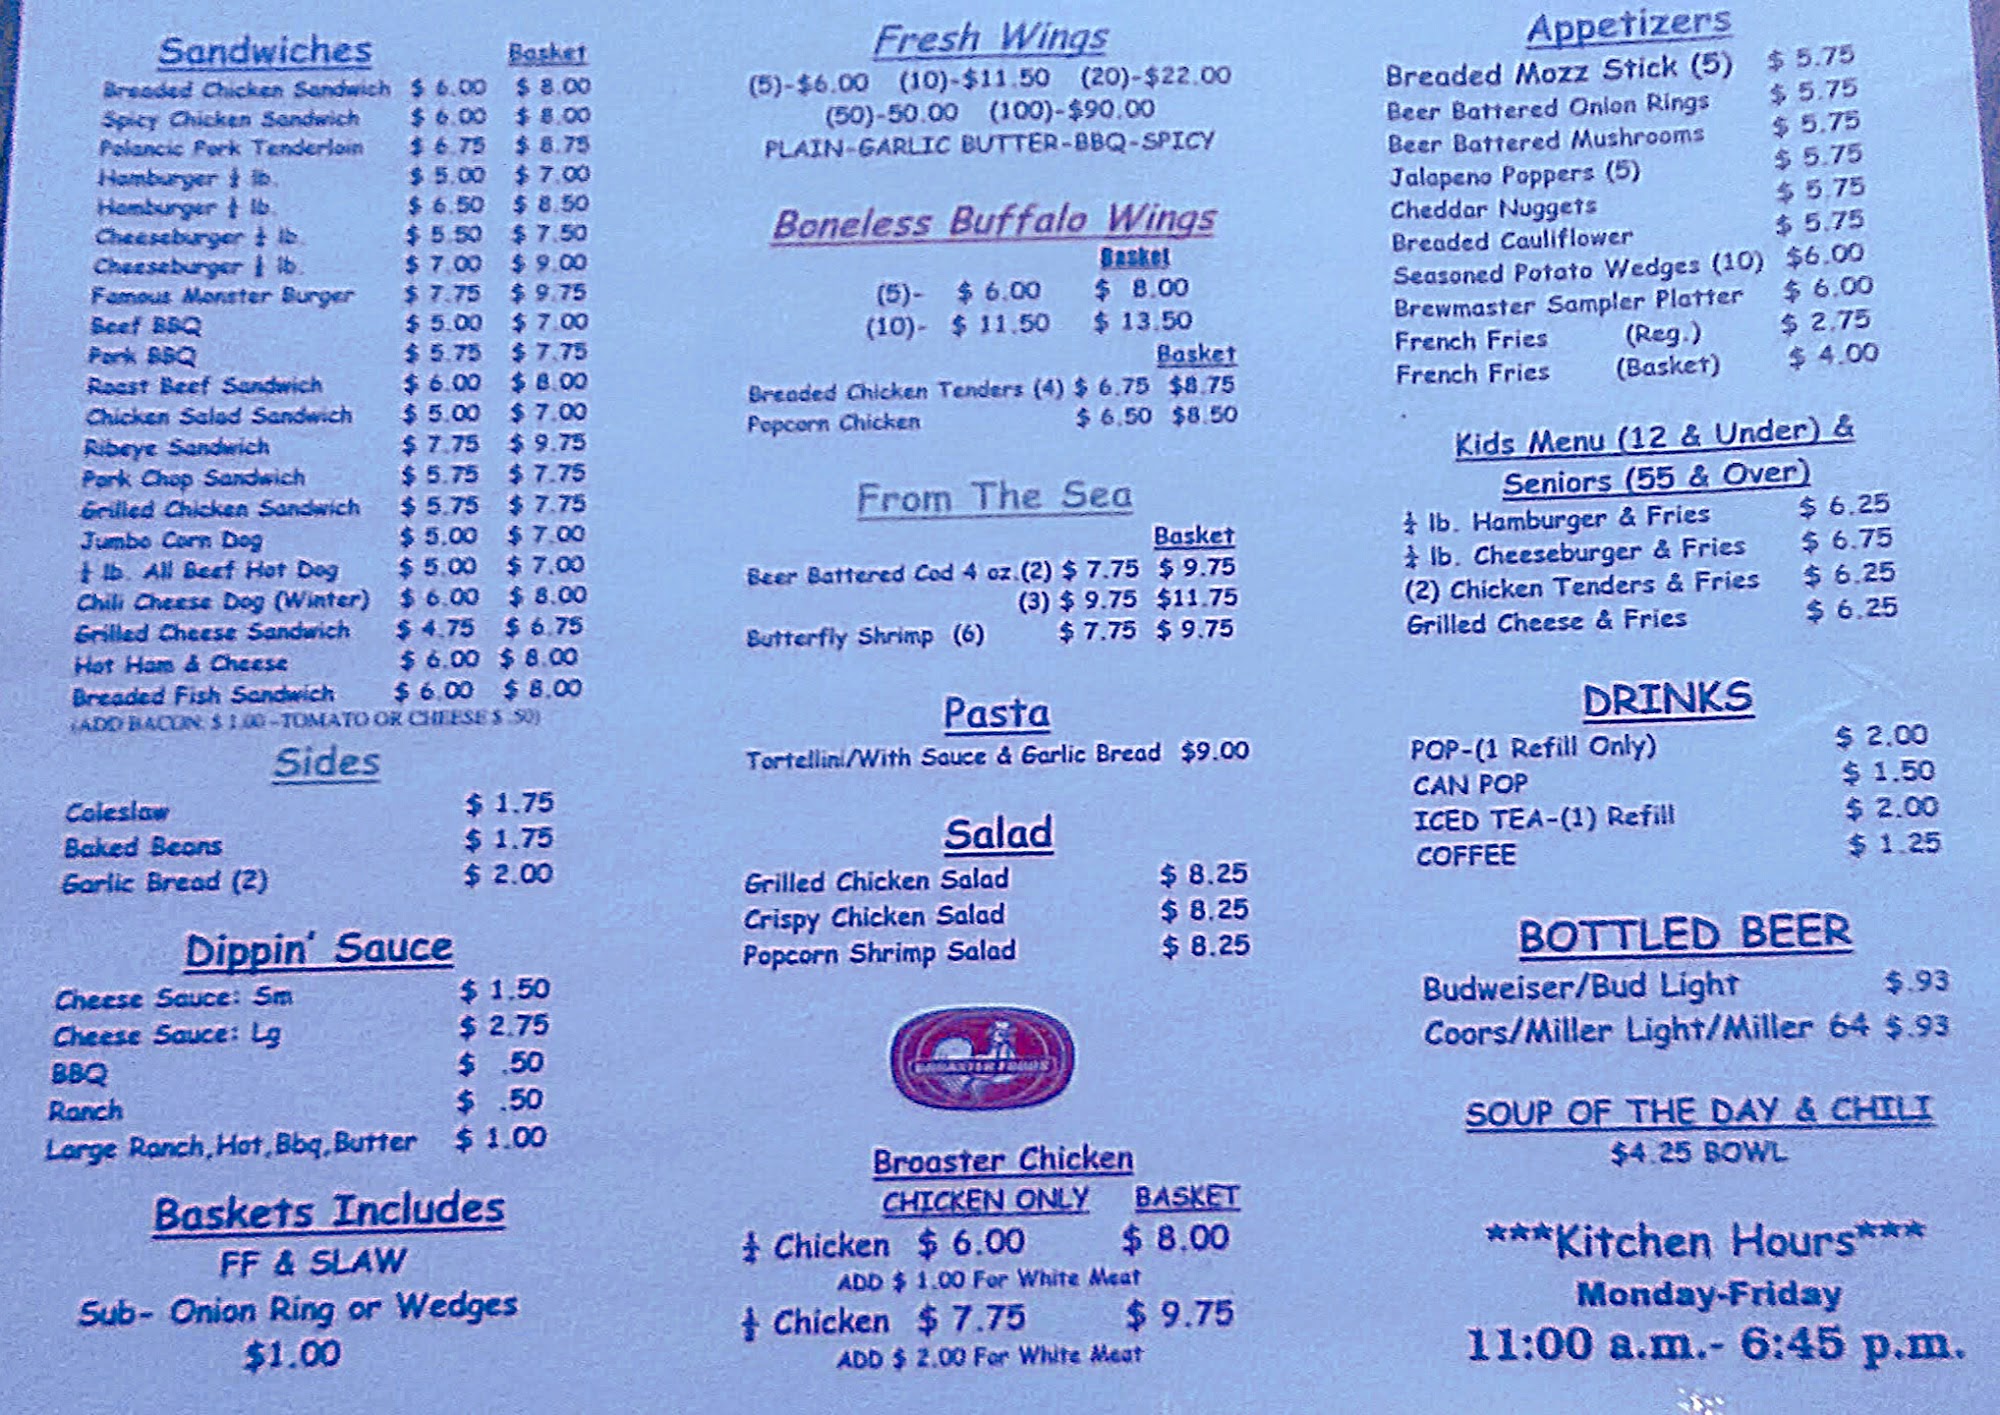 Sandwiches Basket
Breaded Chicken Sandwich $ 6.00 $ 8.00
Spicy Chicken Sandwich $ 6.00 $ 8.00
Polancic Pork Tenderloin $ 6.75 $ 8.75
Hamburger lb. $ 5.00 $ 7.00
Hamburger lb. $ 6.50 $ 8.50
Cheeseburger lb. $ 5.50 $ 7.50
Cheeseburger lb. $ 7.00 $ 9.00
Famous Monster Burger $ 7.75 $ 9.75
Beef BBQ $ 5.00 $ 7.00
Pork BBQ $ 5.75 $ 7.75
Roast Beef Sandwich $ 6.00 $ 8.00
Chicken Salad Sandwich $ 5.00 $ 7.00
Ribeye Sandwich $ 7.75 $ 9.75
Pork Chop Sandwich $ 5.75 $ 7.75
Grilled Chicken Sandwich $ 5.75 $ 7.75
Jumbo Corn Dog $ 5.00 $ 7.00
lb. All Beef Hot Dog $ 5.00 $ 7.00
Chili Cheese Dog (Winter) $ 6.00 $ 8.00
Grilled Cheese Sandwich $ 4.75 $ 6.75
Hot Ham & Cheese $ 6.00 $ 8.00
Breaded Fish Sandwich $ 6.00 $ 8.00
(ADD BACON: $ 1.00 -TOMATO OR CHEESE $ .50)
Sides
Coleslaw $ 1.75
Baked Beans $ 1.75
Garlic Bread (2) $ 2.00
Dippin' Sauce
Cheese Sauce: Sm $ 1.50
Cheese Sauce: Lg $ 2.75
BBQ $ .50
Ranch $ .50
Large Ranch,Hot,Bbq,Butter $ 1.00
Baskets Includes
FF & SLAW
Sub- Onion Ring or Wedges
$1.00
Fresh Wings
(5)-$6.00 (10)-$11.50 (20)-$22.00
(50)-50.00 (100)-$90.00
PLAIN-GARLIC BUTTER-BBQ-SPICY
Boneless Buffalo Wings
Basket
(5)- $ 6.00 $ 8.00
(10)- $ 11.50 $ 13.50
Basket
Breaded Chicken Tenders (4) $ 6.75 $8.75
Popcorn Chicken $ 6.50 $8.50
From The Sea
Basket
Beer Battered Cod 4 oz.(2) $ 7.75 $ 9.75
(3) $ 9.75 $11.75
Butterfly Shrimp (6) $ 7.75 $ 9.75
Pasta
Tortellini/With Sauce & Garlic Bread $9.00
Salad
Grilled Chicken Salad $ 8.25
Crispy Chicken Salad $ 8.25
Popcorn Shrimp Salad $ 8.25
BROASTER FOODS
Broaster Chicken
CHICKEN ONLY BASKET
Chicken $ 6.00 $ 8.00
ADD $ 1.00 For White Meat
Chicken $ 7.75 $ 9.75
ADD $ 2.00 For White Meat
Appetizers
Breaded Mozz Stick (5) $ 5.75
Beer Battered Onion Rings $ 5.75
Beer Battered Mushrooms $ 5.75
Jalapeno Poppers (5) $ 5.75
Cheddar Nuggets $ 5.75
Breaded Cauliflower $ 5.75
Seasoned Potato Wedges (10) $6.00
Brewmaster Sampler Platter $ 6.00
French Fries (Reg.) $ 2.75
French Fries (Basket) $ 4.00
Kids Menu (12 & Under) &
Seniors (55 & Over)
lb. Hamburger & Fries $ 6.25
lb. Cheeseburger & Fries $ 6.75
(2) Chicken Tenders & Fries $ 6.25
Grilled Cheese & Fries $ 6.25
DRINKS
POP-(1 Refill Only) $ 2.00
CAN POP $ 1.50
ICED TEA-(1) Refill $ 2.00
COFFEE $ 1.25
BOTTLED BEER
Budweiser/Bud Light $.93
Coors/Miller Light/Miller 64 $.93
SOUP OF THE DAY & CHILI
$4.25 BOWL
***Kitchen Hours***
Monday-Friday
11:00 a.m.- 6:45 p.m.